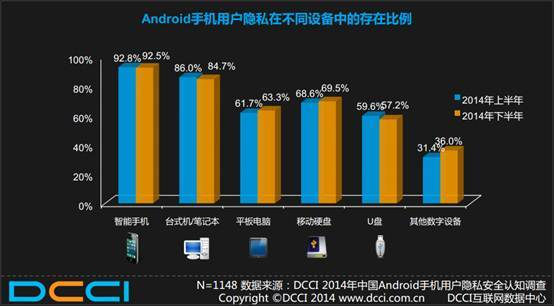 Android手机用户隐私在不同设备中的存在比例
100%
80%
60%
40%
20%
0%
92.8% 92.5%
86.0% 84.7%
61.7% 63.3%
68.6% 69.5%
59.6% 57.2%
31.4% 36.0%
2014年上半年
2014年下半年
智能手机 台式机/笔记本 平板电脑 移动硬盘 U盘 其他数字设备
DCCI
N=1148 数据来源：DCCI 2014年中国Android手机用户隐私安全认知调查
Copyright ©DCCI 2014 www.dcci.com.cn DCCI互联网数据中心